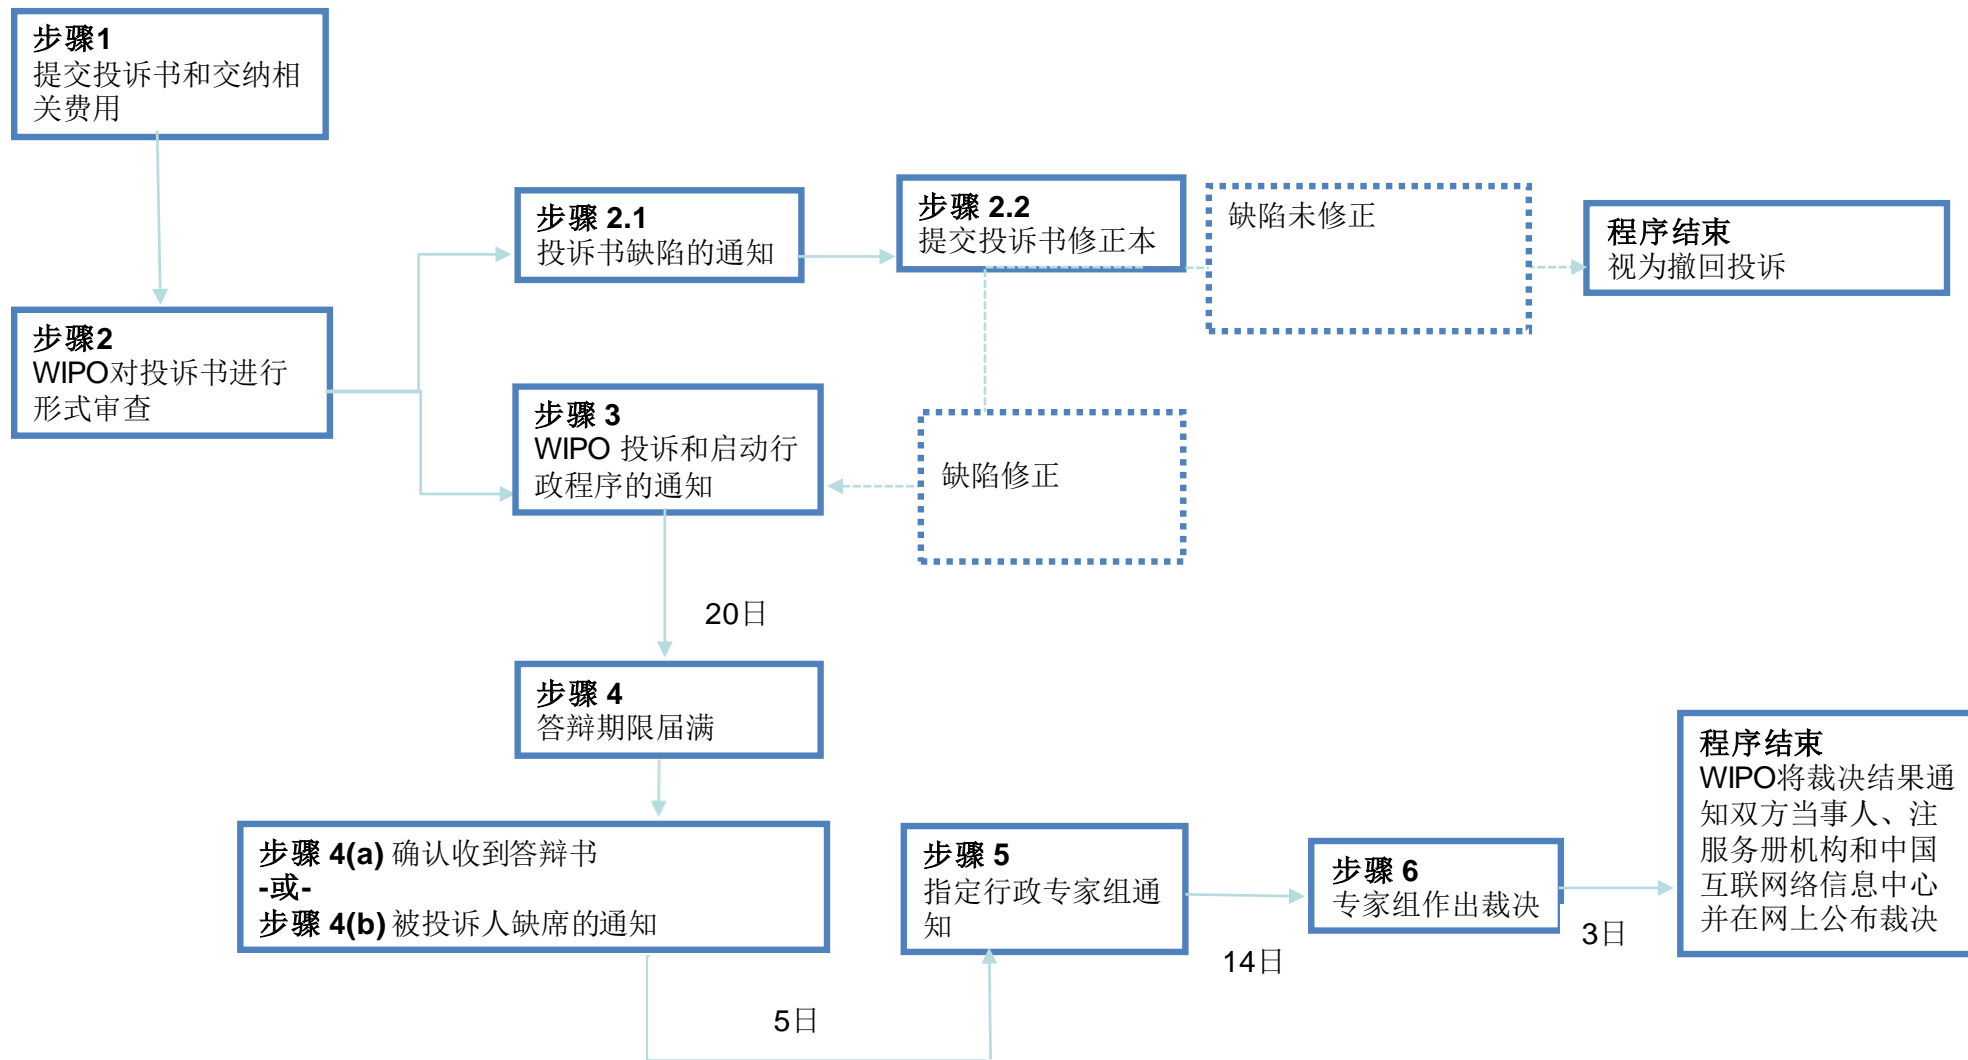 步骤1
提交投诉书和交纳相
关费用
步骤2
WIPO对投诉书进行
形式审查
步骤 2.1
投诉书缺陷的通知
步骤 2.2
提交投诉书修正本
缺陷未修正
程序结束
视为撤回投诉
步骤 3
WIPO 投诉和启动行
政程序的通知
缺陷修正
20日
步骤 4
答辩期限届满
步骤 4(a) 确认收到答辩书
-或-
步骤 4(b) 被投诉人缺席的通知
5日
步骤 5
指定行政专家组通
知
14日
步骤 6
专家组作出裁决
3日
程序结束
WIPO将裁决结果通
知双方当事人、注
服务册机构和中国
互联网络信息中心
并在网上公布裁决